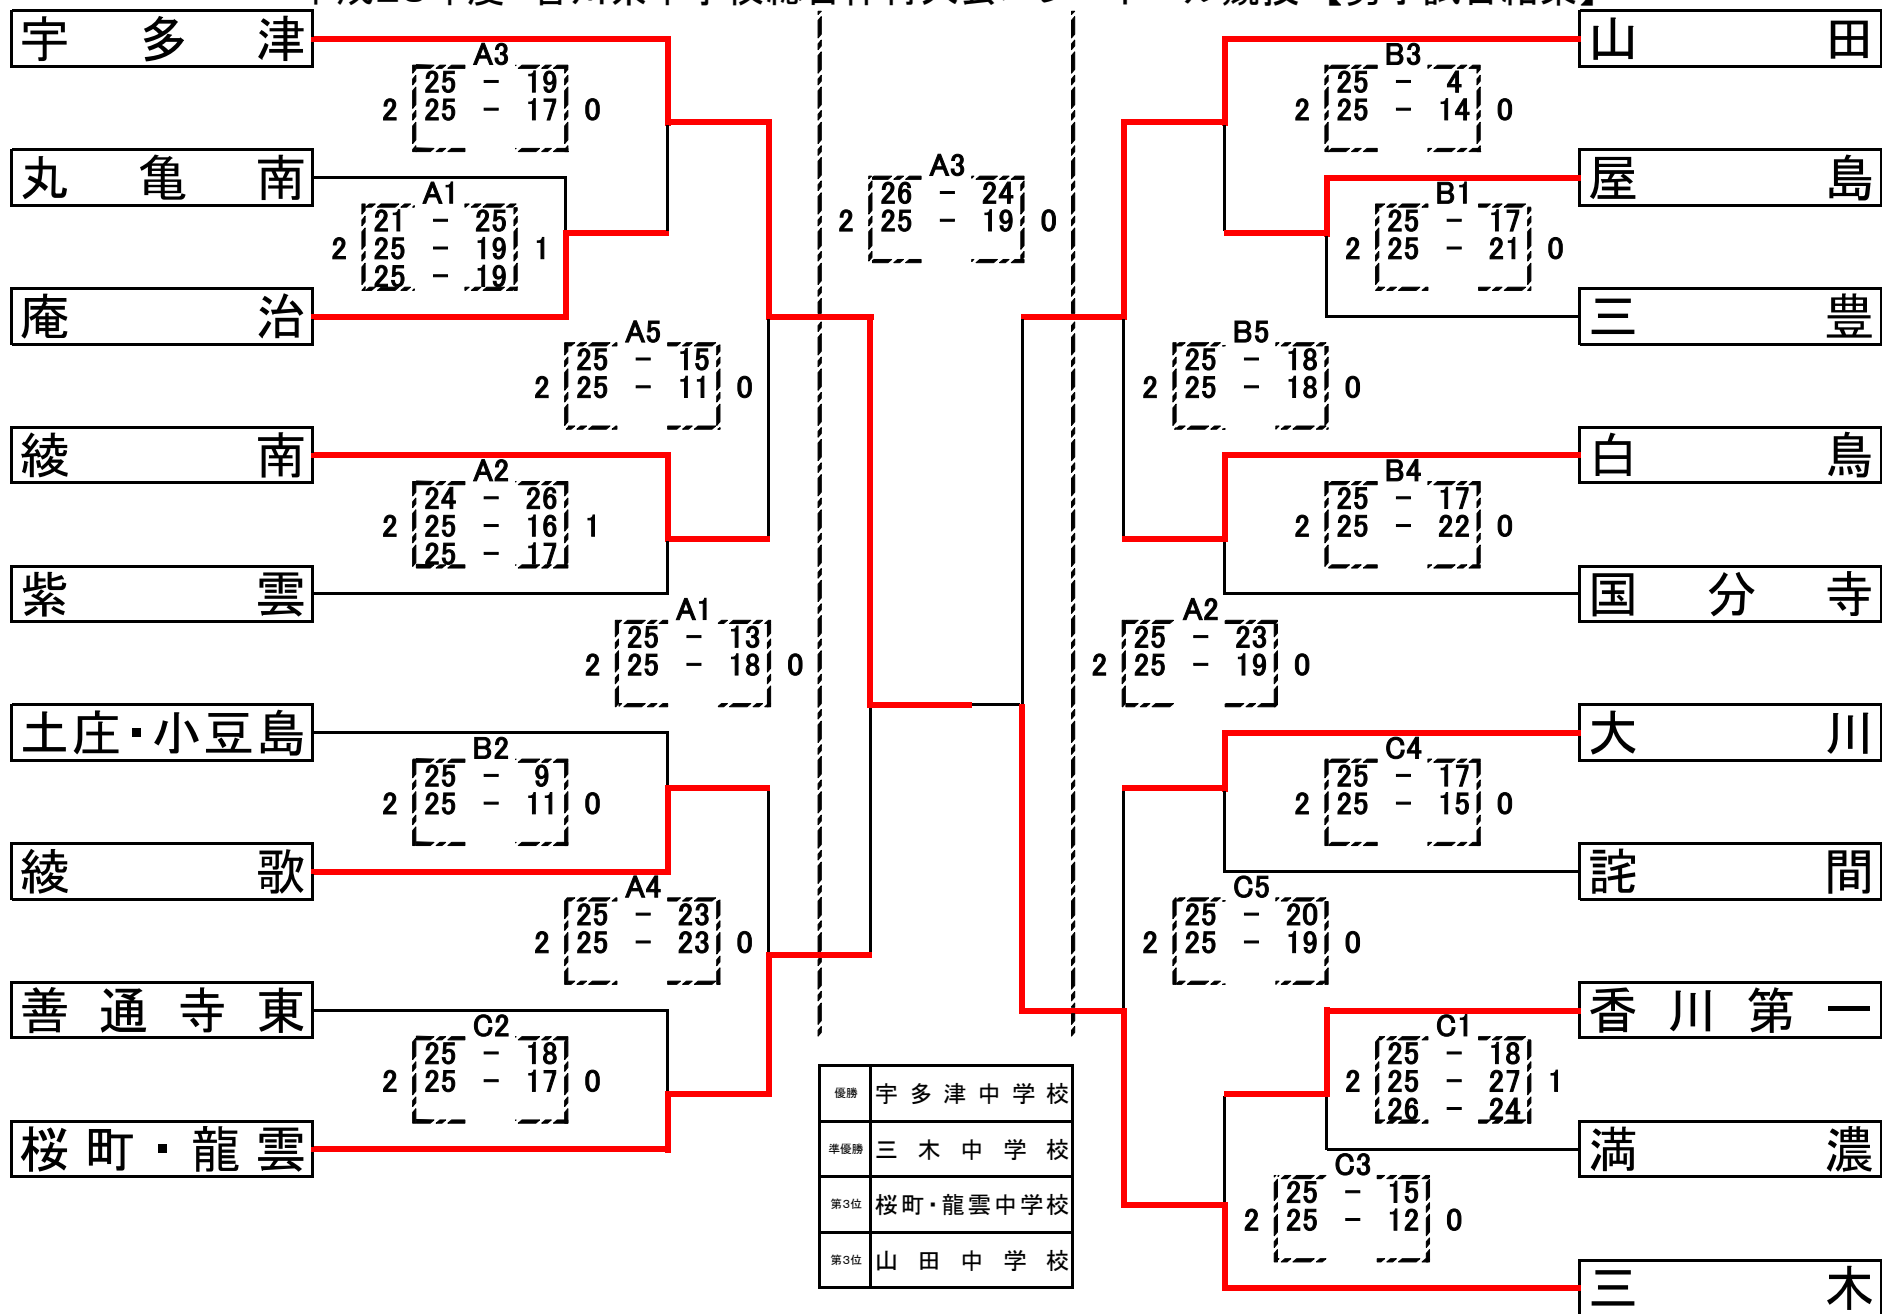 宇多津
A3
25 - 19
2 25 - 17 0
丸亀南
A1
21 - 25
2 25 - 19 1
25 - 19
庵治
A5
25 - 15
2 25 - 11 0
綾南
A2
24 - 26
2 25 - 16 1
25 - 17
紫雲
A1
25 - 13
2 25 - 18 0
土庄・小豆島
B2
25 - 9
2 25 - 11 0
綾歌
A4
25 - 23
2 25 - 23 0
善通寺東
C2
25 - 18
2 25 - 17 0
桜町・龍雲
A3
26 - 24
2 25 - 19 0
山田
B3
25 - 4
2 25 - 14 0
屋島
B1
25 - 17
2 25 - 21 0
三豊
B5
25 - 18
2 25 - 18 0
白鳥
B4
25 - 17
2 25 - 22 0
国分寺
A2
25 - 23
2 25 - 19 0
大川
C4
25 - 17
2 25 - 15 0
詫間
C5
25 - 20
2 25 - 19 0
香川第一
C1
25 - 18
2 25 - 27 1
26 - 24
満濃
C3
25 - 15
2 25 - 12 0
三木
優勝 宇多津中学校
準優勝 三木中学校
第3位 桜町・龍雲中学校
第3位 山田中学校